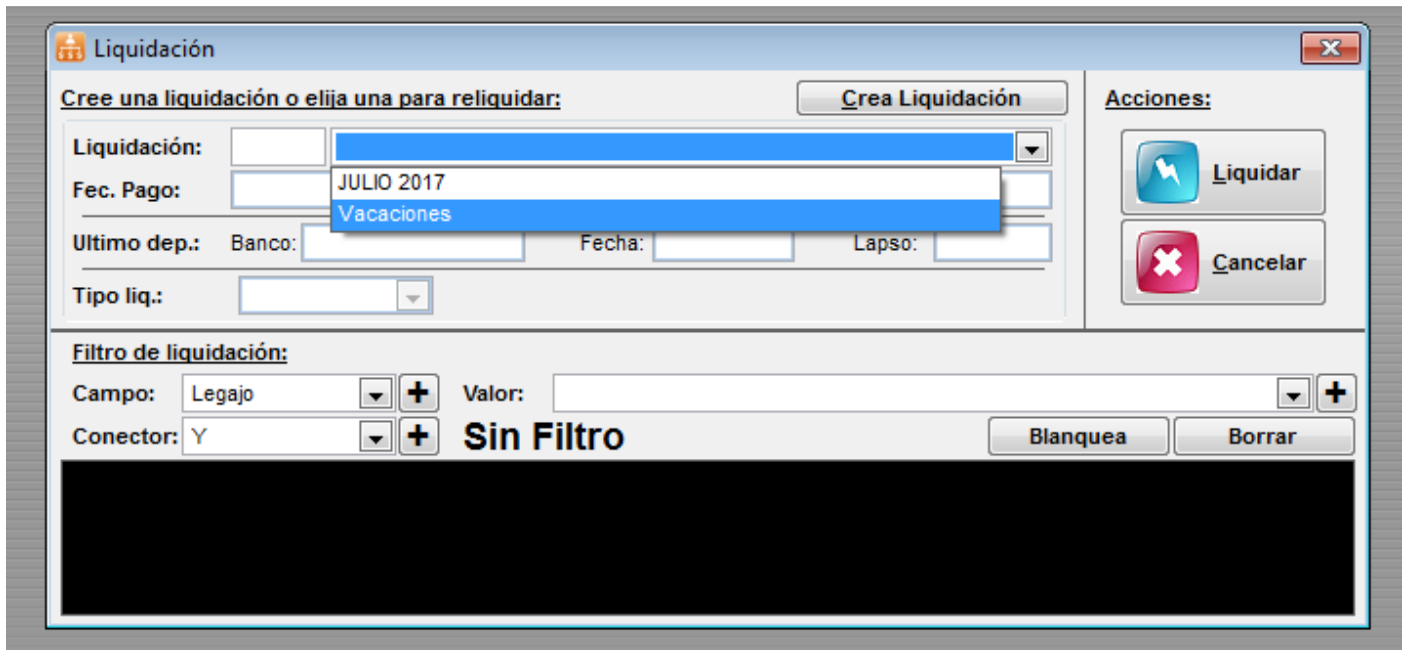 Liquidación
Cree una liquidación o elija una para reliquidar:
Crea Liquidación
Acciones:
Liquidación:
JULIO 2017
Vacaciones
Fec. Pago:
Ultimo dep.: Banco: Fecha: Lapso:
Tipo liq.:
Liquidar
Cancelar
Filtro de liquidación:
Campo: Legajo Valor:
Conector: Y Sin Filtro Blanquea Borrar